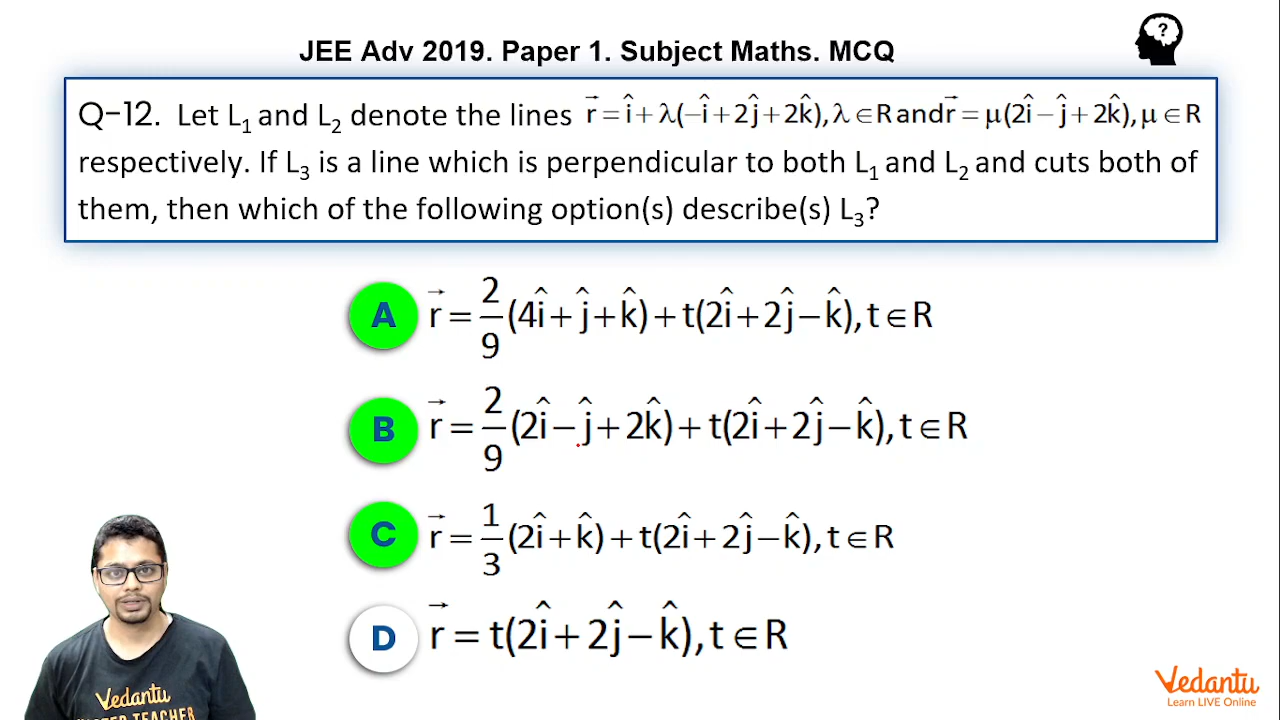 ?
JEE Adv 2019. Paper 1. Subject Maths. MCQ
Q-12. Let L₁ and L₂ denote the lines r⃗ = î + λ(−î + 2ĵ + 2k̂), λ ∈ R and r⃗ = μ(2î − ĵ + 2k̂), μ ∈ R
respectively. If L₃ is a line which is perpendicular to both L₁ and L₂ and cuts both of
them, then which of the following option(s) describe(s) L₃?
A r⃗ = 2/9 (4î + ĵ + k̂) + t(2î + 2ĵ − k̂), t ∈ R
B r⃗ = 2/9 (2î − ĵ + 2k̂) + t(2î + 2ĵ − k̂), t ∈ R
C r⃗ = 1/3 (2î + k̂) + t(2î + 2ĵ − k̂), t ∈ R
D r⃗ = t(2î + 2ĵ − k̂), t ∈ R
Vedantu
Vedantu
Learn LIVE Online